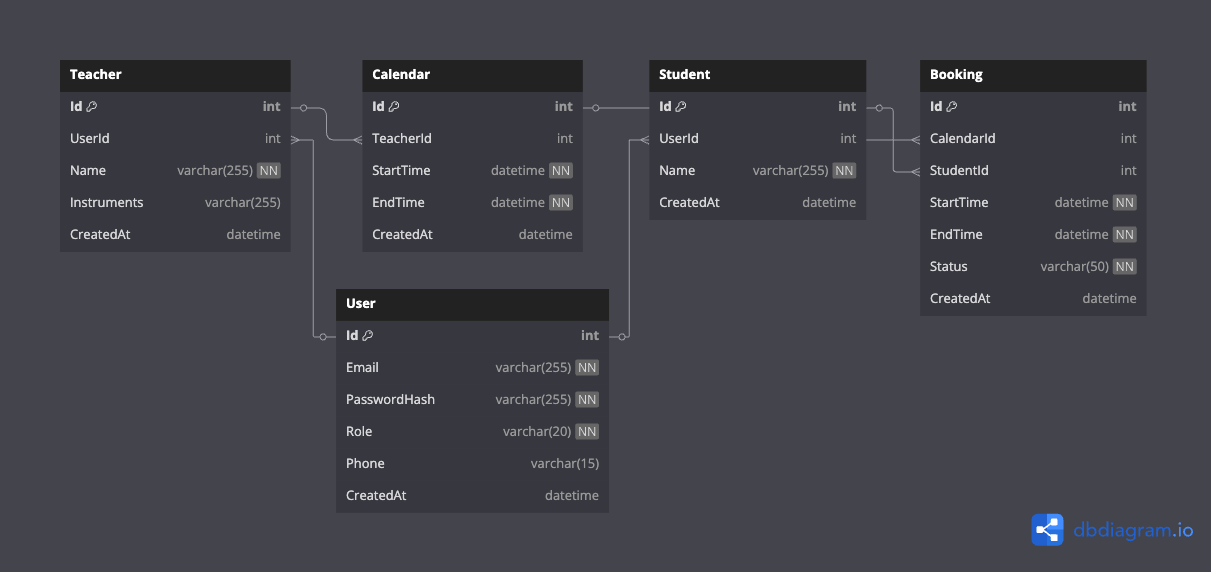 Teacher
Id int
UserId int
Name varchar(255) NN
Instruments varchar(255)
CreatedAt datetime
Calendar
Id int
TeacherId int
StartTime datetime NN
EndTime datetime NN
CreatedAt datetime
Student
Id int
UserId int
Name varchar(255) NN
CreatedAt datetime
Booking
Id int
CalendarId int
StudentId int
StartTime datetime NN
EndTime datetime NN
Status varchar(50) NN
CreatedAt datetime
User
Id int
Email varchar(255) NN
PasswordHash varchar(255) NN
Role varchar(20) NN
Phone varchar(15)
CreatedAt datetime
dbdiagram.io